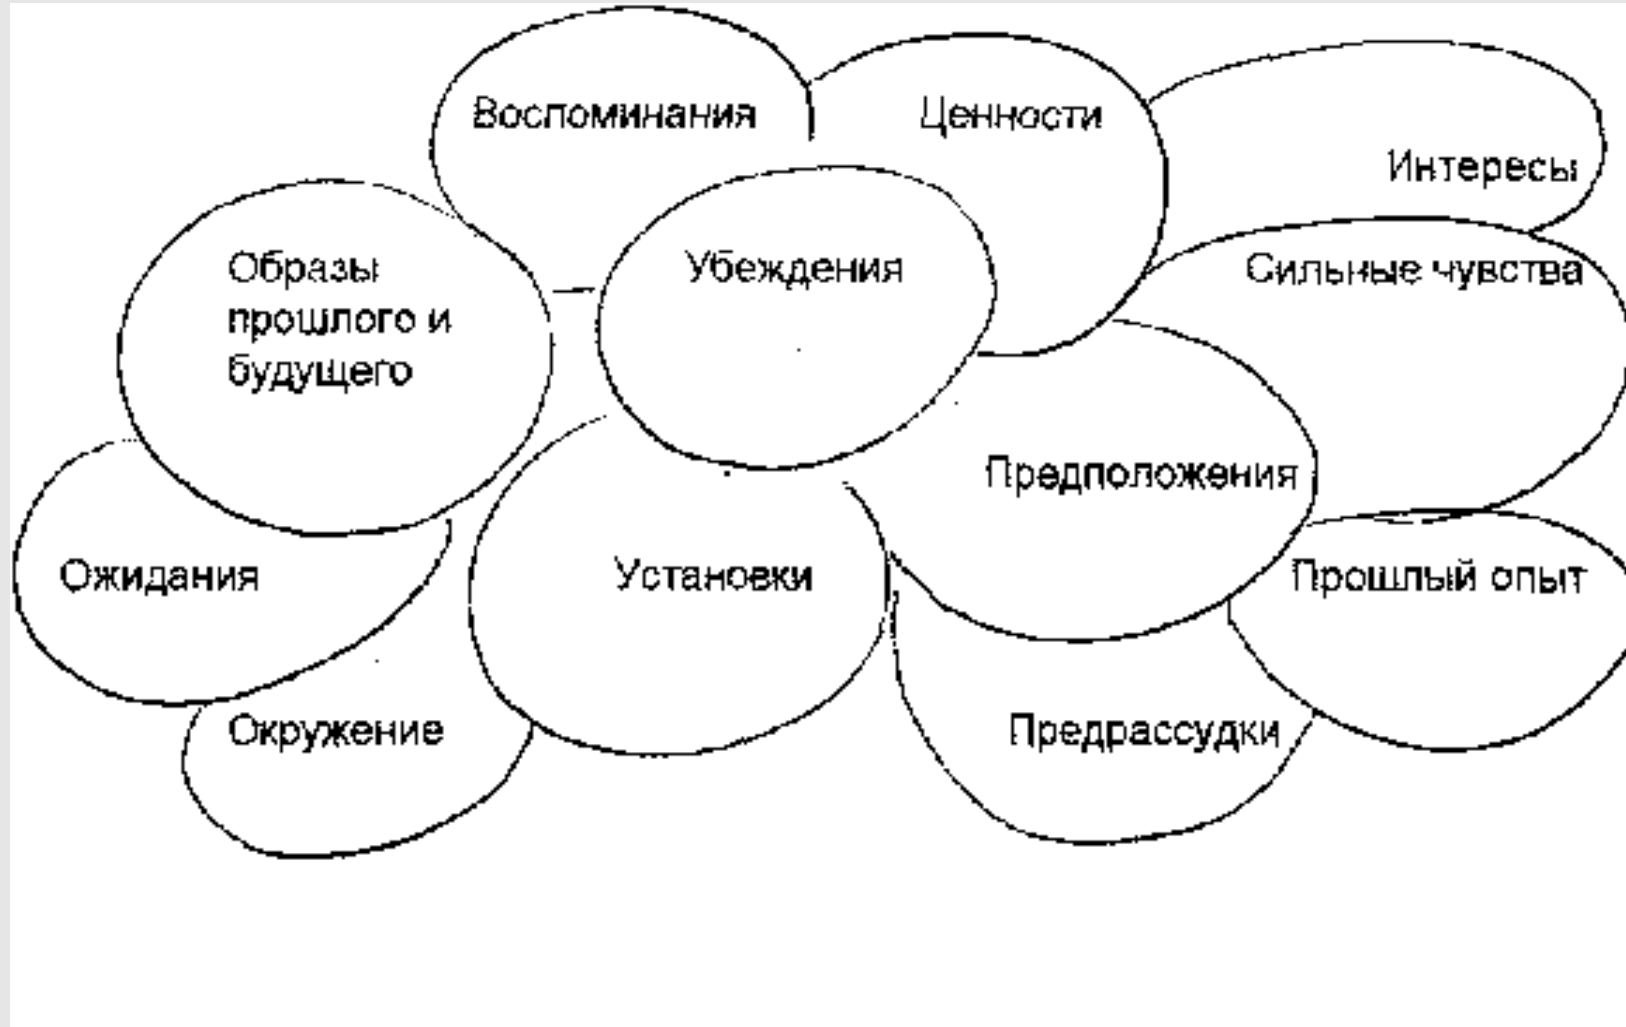 Воспоминания
Ценности
Интересы
Образы
прошлого и
будущего
Убеждения
Сильные чувства
Предположения
Ожидания
Установки
Прошлый опыт
Окружение
Предрассудки